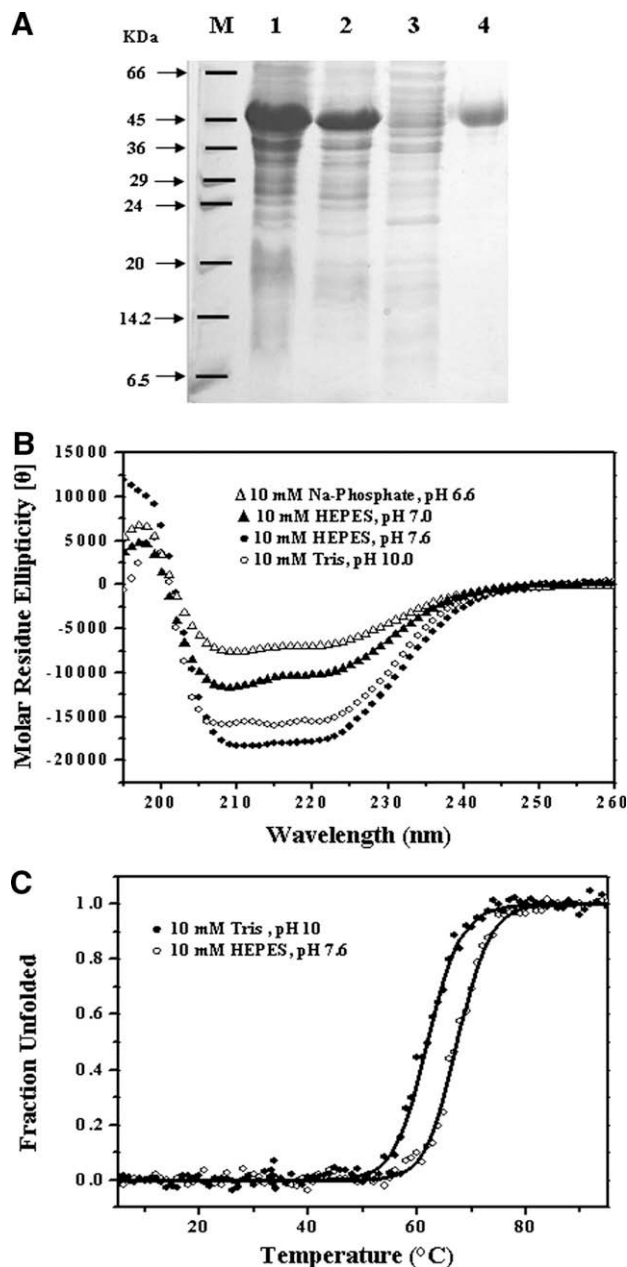 A
KDa M 1 2 3 4
66
45
36
29
24
20
14.2
6.5
B
Molar Residue Ellipticity [θ]
15000
10000
5000
0
-5000
-10000
-15000
-20000
△ 10 mM Na-Phosphate, pH 6.6
▲ 10 mM HEPES, pH 7.0
● 10 mM HEPES, pH 7.6
○ 10 mM Tris, pH 10.0
200 210 220 230 240 250 260
Wavelength (nm)
C
Fraction Unfolded
1.0
0.8
0.6
0.4
0.2
0.0
● 10 mM Tris , pH 10
○ 10 mM HEPES, pH 7.6
20 40 60 80
Temperature (°C)